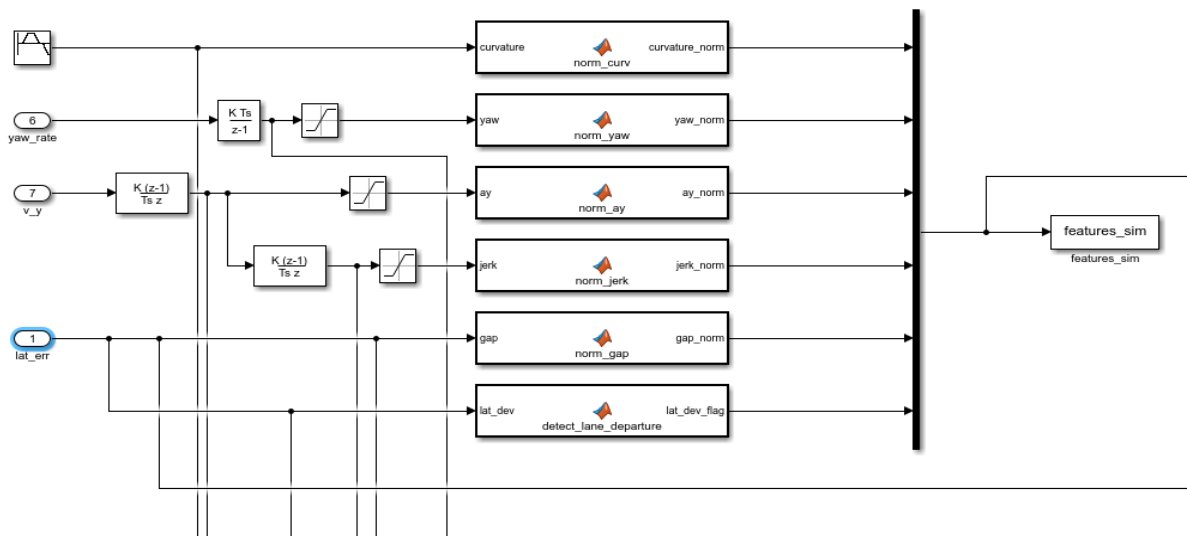 curvature
curvature_norm
norm_curv
6
yaw_rate
K Ts
z-1
yaw
yaw_norm
norm_yaw
7
v_y
K (z-1)
Ts z
ay
ay_norm
norm_ay
K (z-1)
Ts z
jerk
jerk_norm
norm_jerk
features_sim
features_sim
1
lat_err
gap
gap_norm
norm_gap
lat_dev
lat_dev_flag
detect_lane_departure